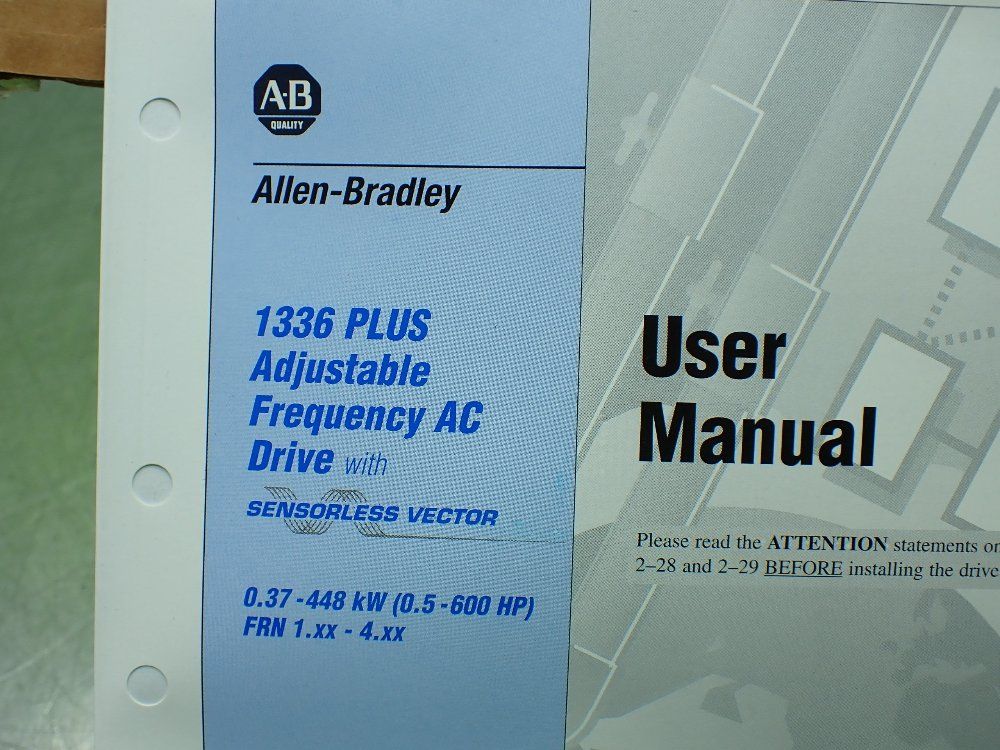 A·B
QUALITY
Allen-Bradley
1336 PLUS
Adjustable
Frequency AC
Drive with
SENSORLESS VECTOR
0.37 - 448 kW (0.5 - 600 HP)
FRN 1.xx - 4.xx
User
Manual
Please read the ATTENTION statements on
2–28 and 2–29 BEFORE installing the drive